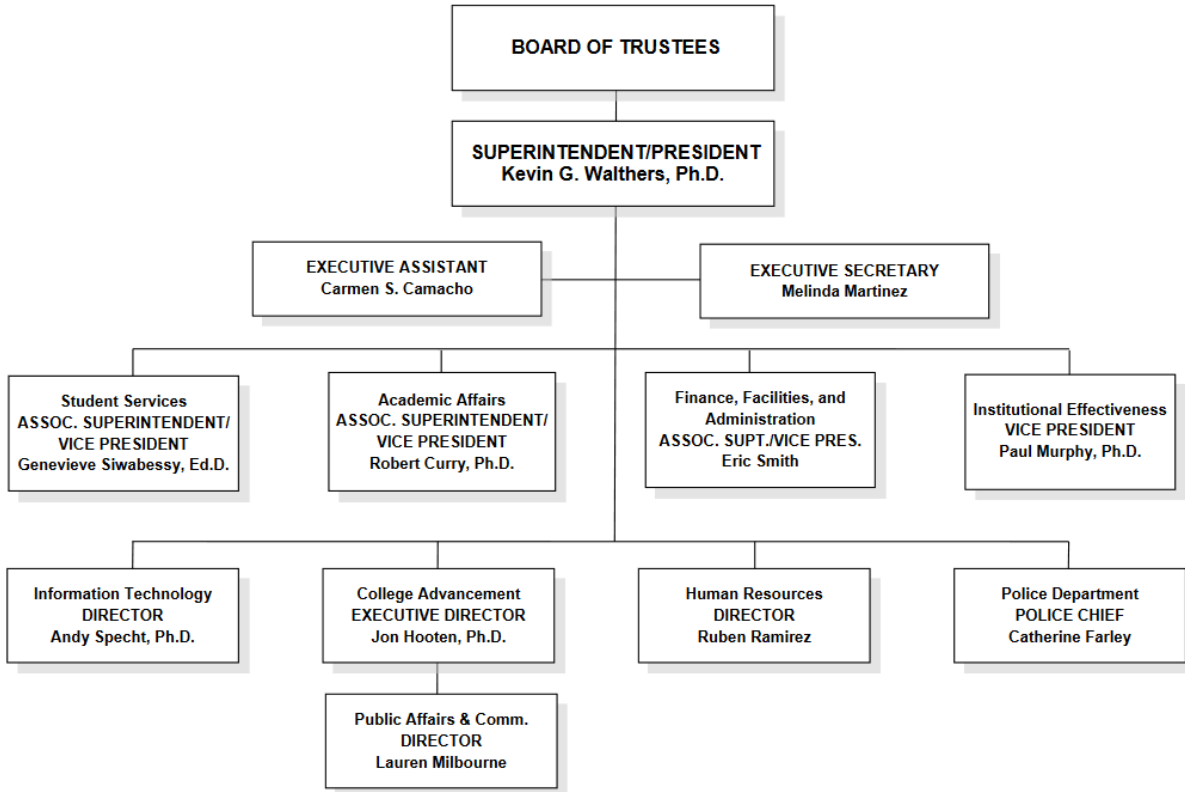 BOARD OF TRUSTEES
SUPERINTENDENT/PRESIDENT
Kevin G. Walthers, Ph.D.
EXECUTIVE ASSISTANT
Carmen S. Camacho
EXECUTIVE SECRETARY
Melinda Martinez
Student Services
ASSOC. SUPERINTENDENT/
VICE PRESIDENT
Genevieve Siwabessy, Ed.D.
Academic Affairs
ASSOC. SUPERINTENDENT/
VICE PRESIDENT
Robert Curry, Ph.D.
Finance, Facilities, and
Administration
ASSOC. SUPT./VICE PRES.
Eric Smith
Institutional Effectiveness
VICE PRESIDENT
Paul Murphy, Ph.D.
Information Technology
DIRECTOR
Andy Specht, Ph.D.
College Advancement
EXECUTIVE DIRECTOR
Jon Hooten, Ph.D.
Human Resources
DIRECTOR
Ruben Ramirez
Police Department
POLICE CHIEF
Catherine Farley
Public Affairs & Comm.
DIRECTOR
Lauren Milbourne